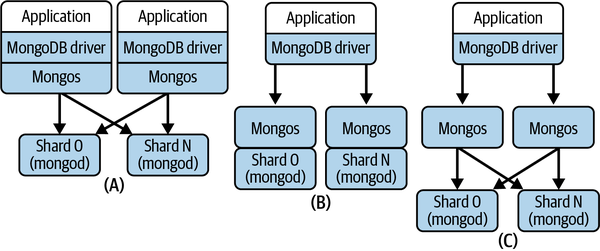 Application
MongoDB driver
Mongos
Application
MongoDB driver
Mongos
Shard 0
(mongod)
Shard N
(mongod)
(A)
Application
MongoDB driver
Mongos
Shard 0
(mongod)
Mongos
Shard N
(mongod)
(B)
Application
MongoDB driver
Mongos
Mongos
Shard 0
(mongod)
Shard N
(mongod)
(C)